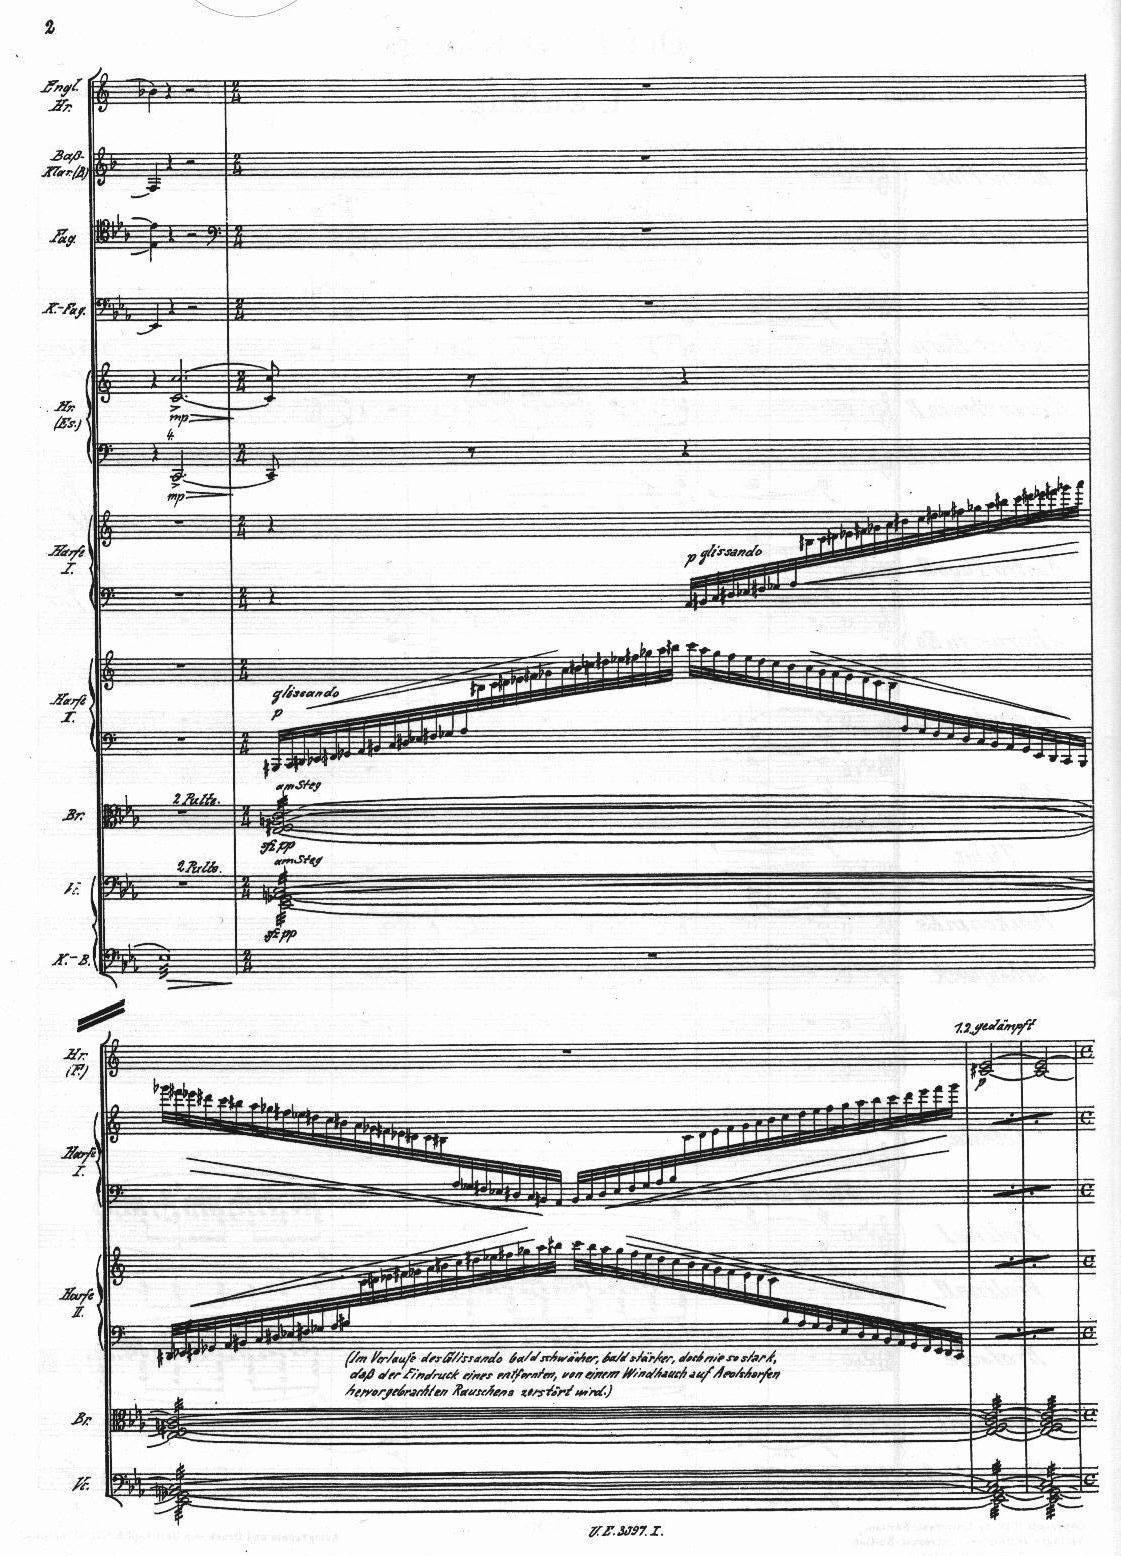 2
Engl.
Hr.
Baß-
Klar.(B)
Fag.
K.-Fag.
Hr.
(Es.)
mp
4.
mp
Harfe
I.
p glissando
Harfe
II.
glissando
p
Br.
2 Pulte.
am Steg
sfz pp
Vc.
2 Pulte.
am Steg
sfz pp
K.-B.
Hr.
(F.)
1.2. gedämpft
p
Harfe
I.
Harfe
II.
(Im Verlaufe des Glissando bald schwächer, bald stärker, doch nie so stark,
daß der Eindruck eines entfernten, von einem Windhauch auf Aeolsharfen
hervorgebrachten Rauschens zerstört wird.)
Br.
Vc.
U.E. 3397. I.